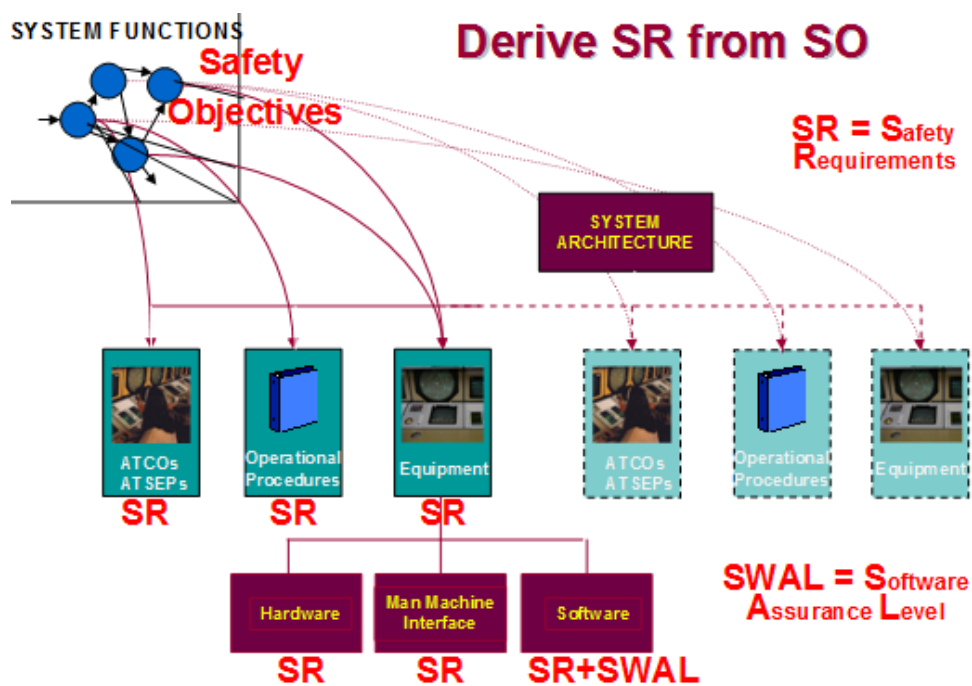 SYSTEM FUNCTIONS
Derive SR from SO
Safety
Objectives
SR = Safety
Requirements
SYSTEM
ARCHITECTURE
ATCOs
ATSEPs
Operational
Procedures
Equipment
ATCOs
ATSEPs
Operational
Procedures
Equipment
SR
SR
SR
Hardware
Man Machine
Interface
Software
SR
SR
SR+SWAL
SWAL = Software
Assurance Level